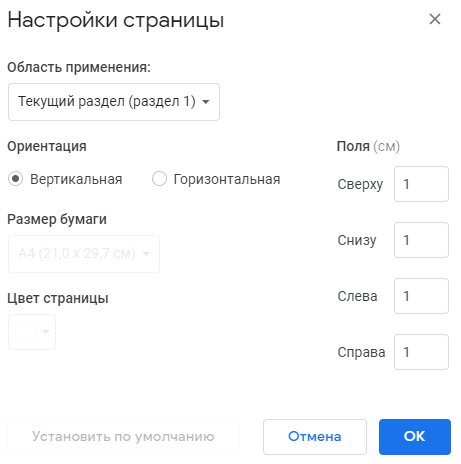 Настройки страницы
Область применения:
Текущий раздел (раздел 1)
Ориентация
Вертикальная
Горизонтальная
Размер бумаги
A4 (21,0 x 29,7 см)
Цвет страницы
Поля (см)
Сверху 1
Снизу 1
Слева 1
Справа 1
Установить по умолчанию
Отмена
ОК